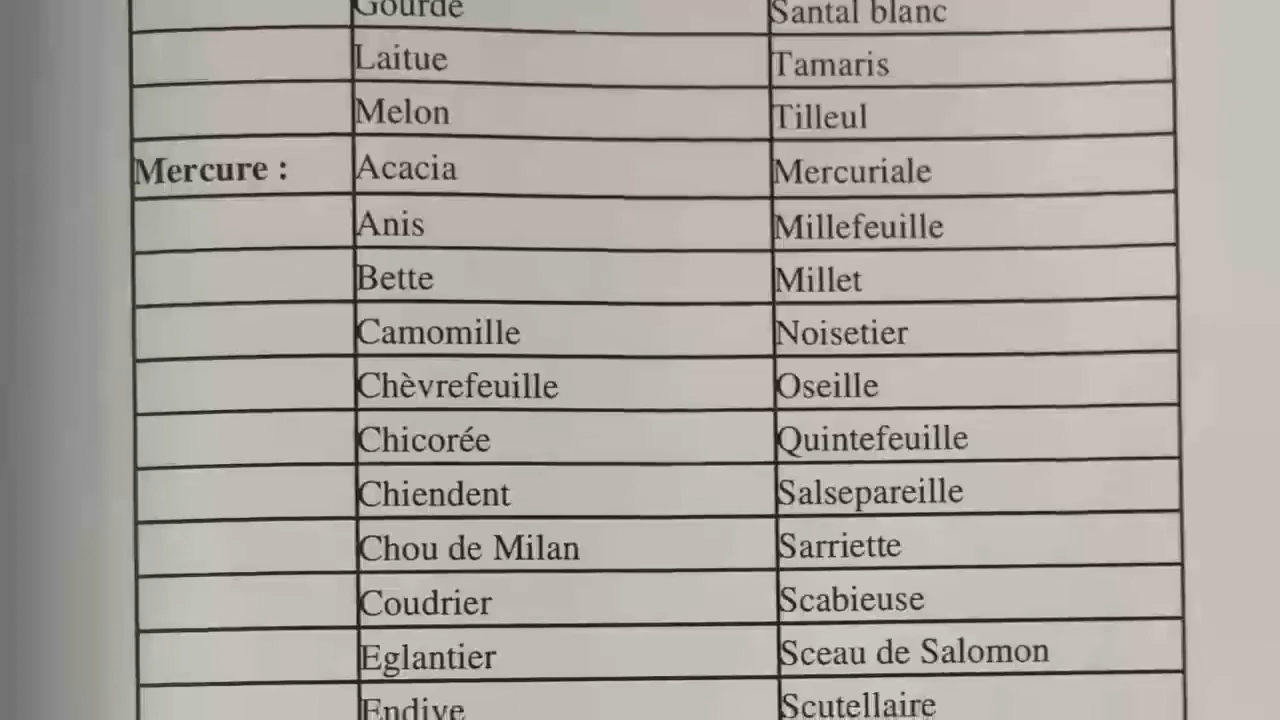 Gourde Santal blanc
Laitue Tamaris
Melon Tilleul
Mercure : Acacia Mercuriale
Anis Millefeuille
Bette Millet
Camomille Noisetier
Chèvrefeuille Oseille
Chicorée Quintefeuille
Chiendent Salsepareille
Chou de Milan Sarriette
Coudrier Scabieuse
Eglantier Sceau de Salomon
Endive Scutellaire